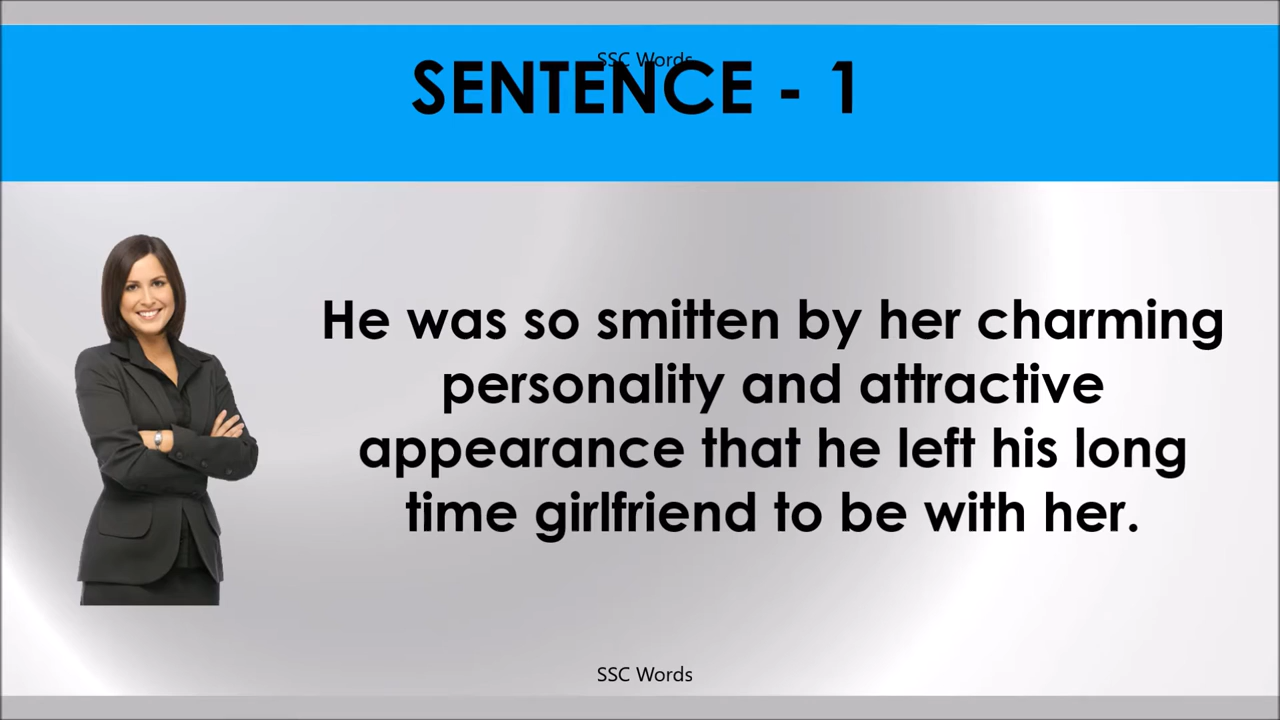 SSC Words
SENTENCE - 1
He was so smitten by her charming
personality and attractive
appearance that he left his long
time girlfriend to be with her.
SSC Words